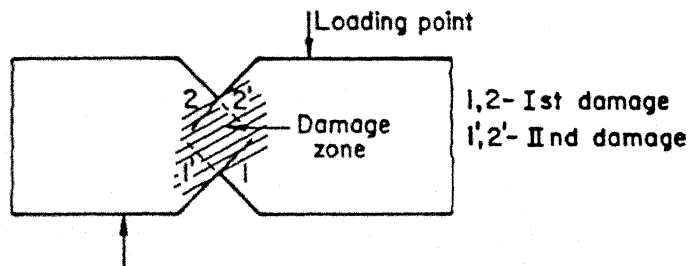 Loading point
2 2'
1,2- Ist damage
Damage
zone
1',2'- IInd damage
1' 1